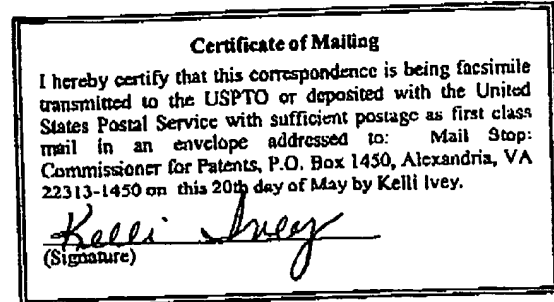 Certificate of Mailing
I hereby certify that this correspondence is being facsimile
transmitted to the USPTO or deposited with the United
States Postal Service with sufficient postage as first class
mail in an envelope addressed to: Mail Stop:
Commissioner for Patents, P.O. Box 1450, Alexandria, VA
22313-1450 on this 20th day of May by Kelli Ivey.
Kelli Ivey
(Signature)